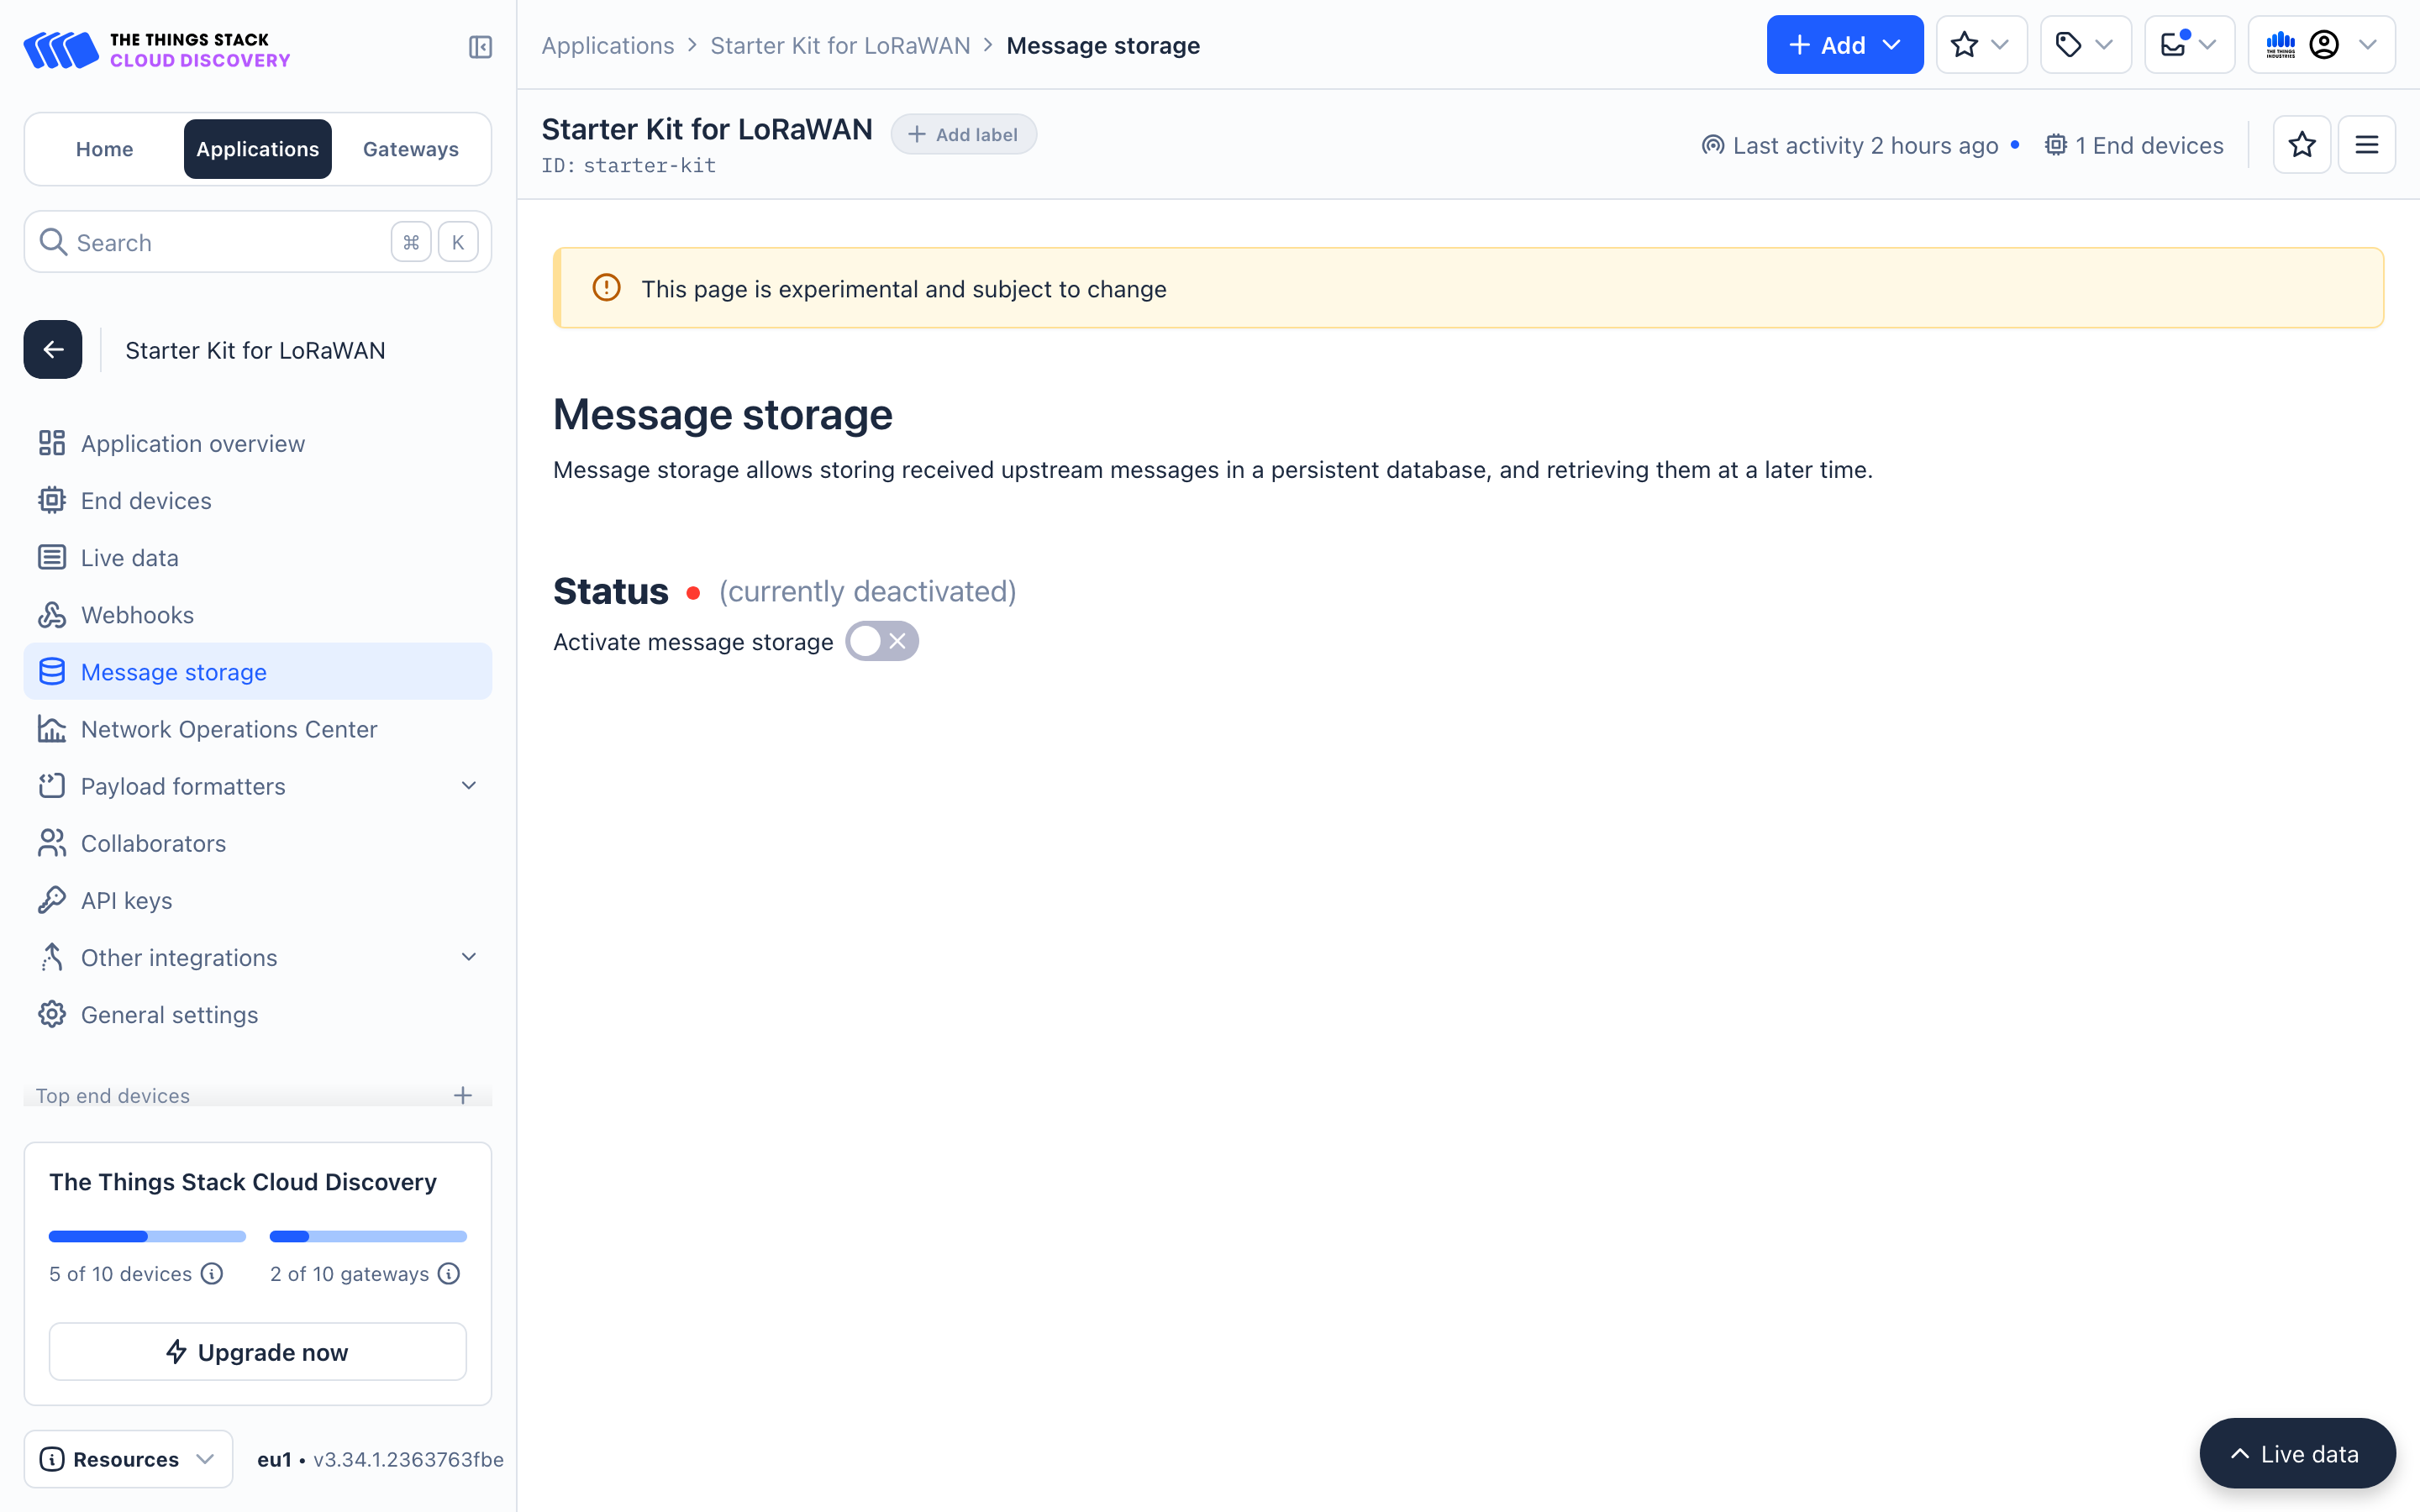 THE THINGS STACK
CLOUD DISCOVERY
Home
Applications
Gateways
Search
⌘
K
Starter Kit for LoRaWAN
Application overview
End devices
Live data
Webhooks
Message storage
Network Operations Center
Payload formatters
Collaborators
API keys
Other integrations
General settings
Top end devices
The Things Stack Cloud Discovery
5 of 10 devices
2 of 10 gateways
Upgrade now
Resources
eu1 • v3.34.1.2363763fbe
Applications > Starter Kit for LoRaWAN > Message storage
Add
THE THINGS
INDUSTRIES
Starter Kit for LoRaWAN
Add label
ID: starter-kit
Last activity 2 hours ago
1 End devices
This page is experimental and subject to change
Message storage
Message storage allows storing received upstream messages in a persistent database, and retrieving them at a later time.
Status (currently deactivated)
Activate message storage
Live data